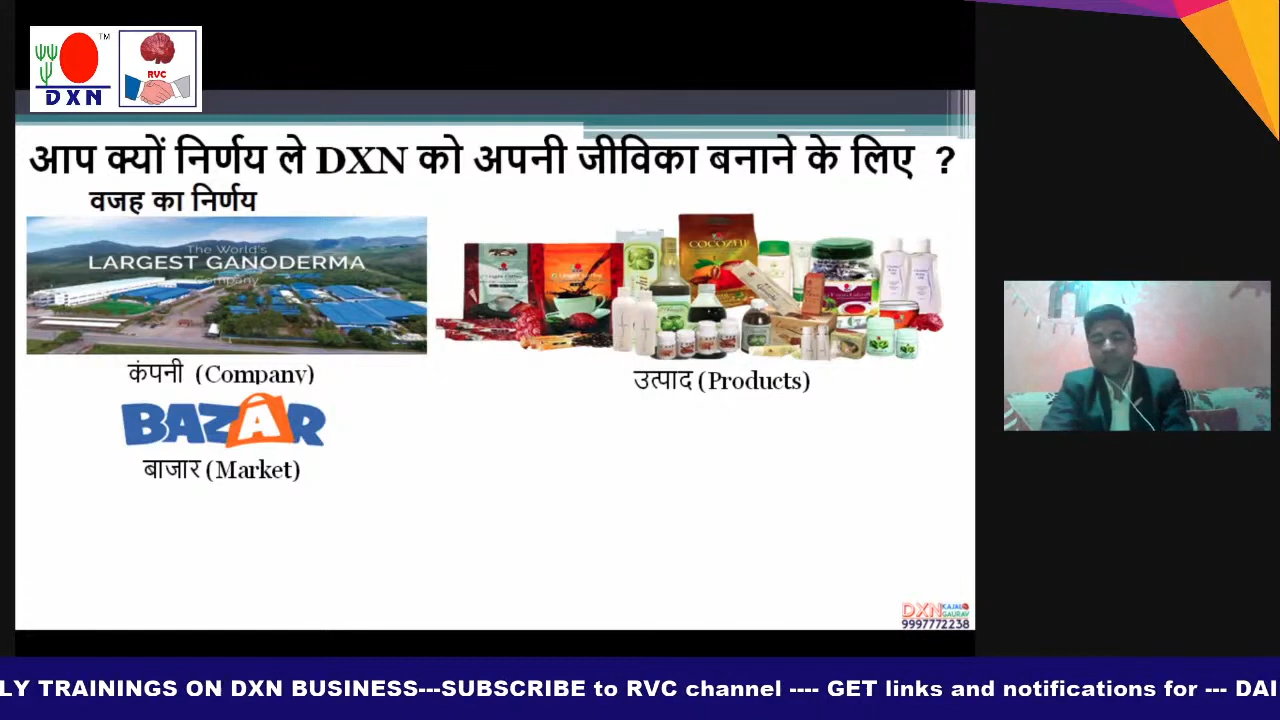 DXN
TM
RVC
आप क्यों निर्णय ले DXN को अपनी जीविका बनाने के लिए ?
वजह का निर्णय
The World's
LARGEST GANODERMA
Company
COCOZHI
कंपनी (Company)
उत्पाद (Products)
BAZAR
बाजार (Market)
DXN KAJAL
GAURAV
9997772238
LY TRAININGS ON DXN BUSINESS---SUBSCRIBE to RVC channel ---- GET links and notifications for --- DAI